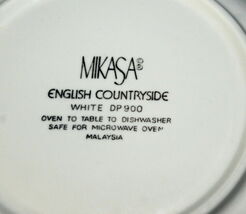 MIKASA®
ENGLISH COUNTRYSIDE
WHITE DP900
OVEN TO TABLE TO DISHWASHER
SAFE FOR MICROWAVE OVEN
MALAYSIA